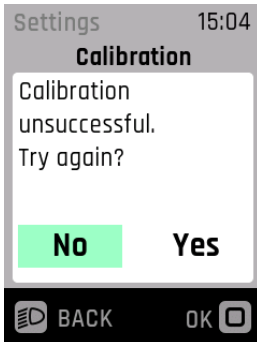 Settings 15:04
Calibration
Calibration
unsuccessful.
Try again?
No Yes
BACK OK